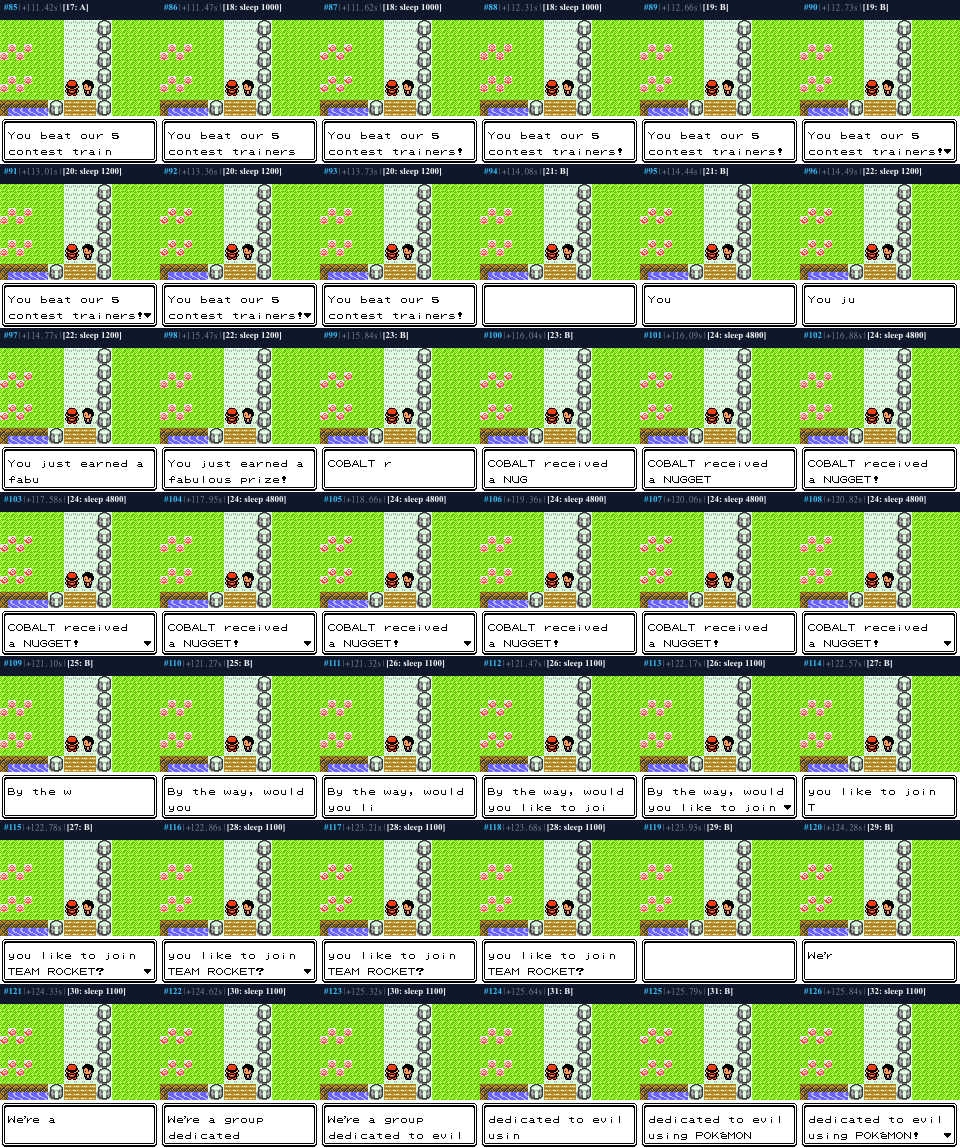 #85|+111.42s|[17: A] #86|+111.47s|[18: sleep 1000] #87|+111.62s|[18: sleep 1000] #88|+112.31s|[18: sleep 1000] #89|+112.66s|[19: B] #90|+112.73s|[19: B]
You beat our 5 You beat our 5 You beat our 5 You beat our 5 You beat our 5 You beat our 5
contest train contest trainers contest trainers! contest trainers! contest trainers! contest trainers!▼
#91|+113.01s|[20: sleep 1200] #92|+113.36s|[20: sleep 1200] #93|+113.73s|[20: sleep 1200] #94|+114.08s|[21: B] #95|+114.44s|[21: B] #96|+114.49s|[22: sleep 1200]
You beat our 5 You beat our 5 You beat our 5 You You ju
contest trainers!▼ contest trainers!▼ contest trainers!
#97|+114.77s|[22: sleep 1200] #98|+115.47s|[22: sleep 1200] #99|+115.84s|[23: B] #100|+116.04s|[23: B] #101|+116.09s|[24: sleep 4800] #102|+116.88s|[24: sleep 4800]
You just earned a You just earned a COBALT r COBALT received COBALT received COBALT received
fabu fabulous prize! a NUG a NUGGET a NUGGET!
#103|+117.58s|[24: sleep 4800] #104|+117.95s|[24: sleep 4800] #105|+118.66s|[24: sleep 4800] #106|+119.36s|[24: sleep 4800] #107|+120.06s|[24: sleep 4800] #108|+120.82s|[24: sleep 4800]
COBALT received COBALT received COBALT received COBALT received COBALT received COBALT received
a NUGGET! ▼ a NUGGET! ▼ a NUGGET! ▼ a NUGGET! a NUGGET! a NUGGET! ▼
#109|+121.10s|[25: B] #110|+121.27s|[25: B] #111|+121.32s|[26: sleep 1100] #112|+121.47s|[26: sleep 1100] #113|+122.17s|[26: sleep 1100] #114|+122.57s|[27: B]
By the w By the way, would By the way, would By the way, would By the way, would you like to join
you you li you like to joi you like to join ▼ T
#115|+122.78s|[27: B] #116|+122.86s|[28: sleep 1100] #117|+123.21s|[28: sleep 1100] #118|+123.68s|[28: sleep 1100] #119|+123.93s|[29: B] #120|+124.28s|[29: B]
you like to join you like to join you like to join you like to join We'r
TEAM ROCKET? ▼ TEAM ROCKET? ▼ TEAM ROCKET? TEAM ROCKET?
#121|+124.33s|[30: sleep 1100] #122|+124.62s|[30: sleep 1100] #123|+125.32s|[30: sleep 1100] #124|+125.64s|[31: B] #125|+125.79s|[31: B] #126|+125.84s|[32: sleep 1100]
We're a We're a group We're a group dedicated to evil dedicated to evil dedicated to evil
dedicated dedicated to evil usin using POKéMON using POKéMON! ▼